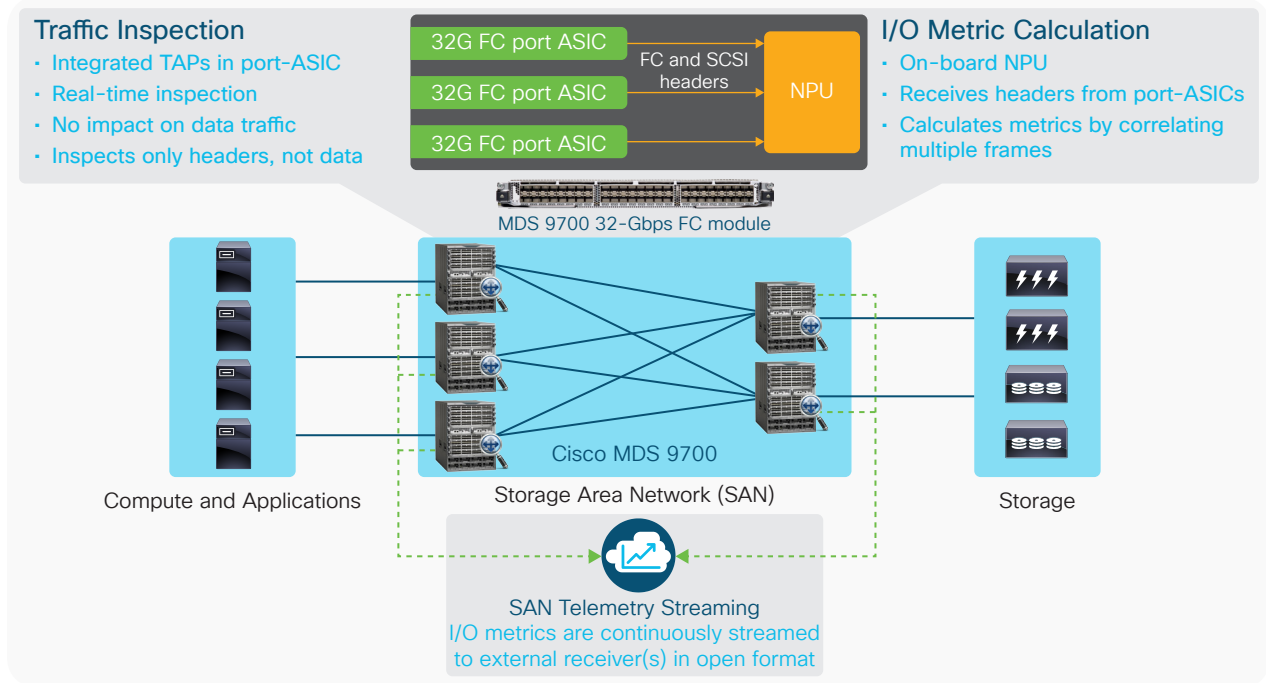 Traffic Inspection
· Integrated TAPs in port-ASIC
· Real-time inspection
· No impact on data traffic
· Inspects only headers, not data
32G FC port ASIC
32G FC port ASIC
32G FC port ASIC
FC and SCSI
headers
NPU
I/O Metric Calculation
· On-board NPU
· Receives headers from port-ASICs
· Calculates metrics by correlating
multiple frames
MDS 9700 32-Gbps FC module
Cisco MDS 9700
Compute and Applications
Storage Area Network (SAN)
Storage
SAN Telemetry Streaming
I/O metrics are continuously streamed
to external receiver(s) in open format